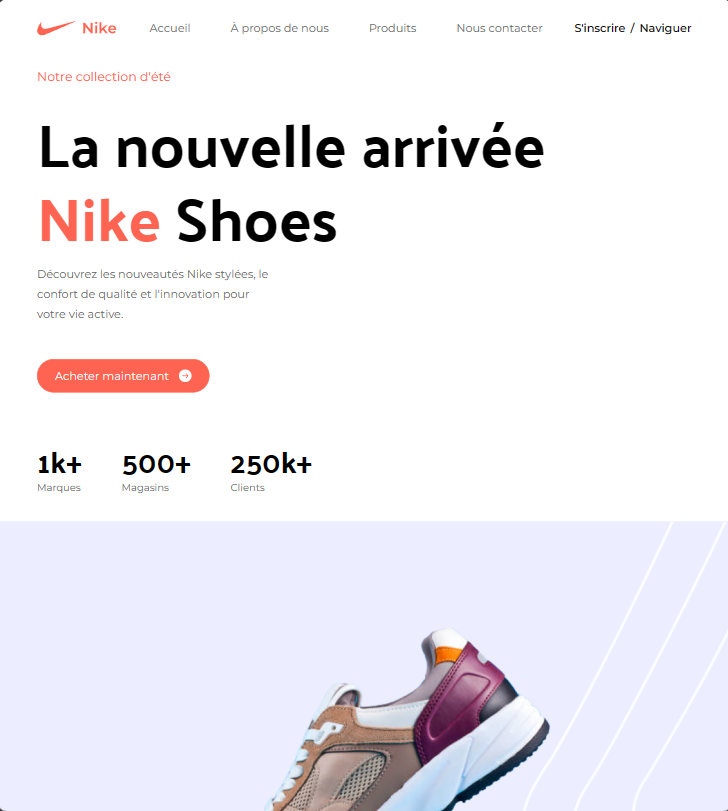 Nike
Accueil
À propos de nous
Produits
Nous contacter
S'inscrire / Naviguer
Notre collection d'été
La nouvelle arrivée
Nike Shoes
Découvrez les nouveautés Nike stylées, le
confort de qualité et l'innovation pour
votre vie active.
Acheter maintenant
1k+
Marques
500+
Magasins
250k+
Clients